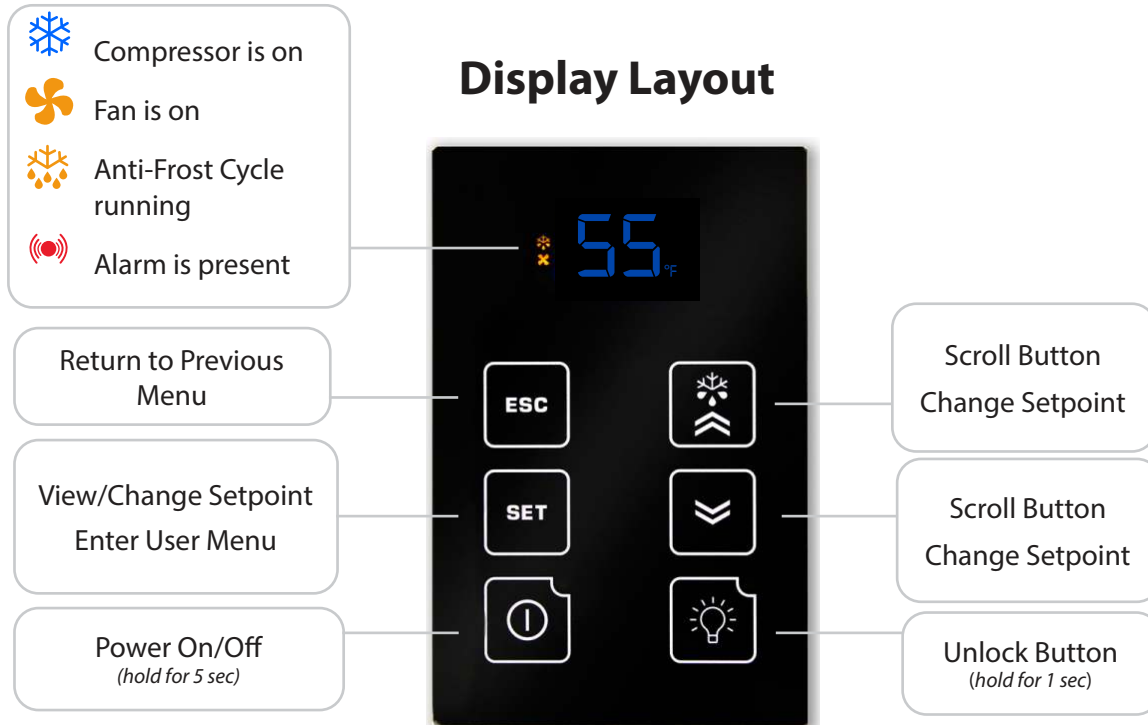 Compressor is on
Fan is on
Anti-Frost Cycle
running
Alarm is present
Display Layout
55 °F
Return to Previous
Menu
View/Change Setpoint
Enter User Menu
Power On/Off
(hold for 5 sec)
ESC
SET
Scroll Button
Change Setpoint
Scroll Button
Change Setpoint
Unlock Button
(hold for 1 sec)